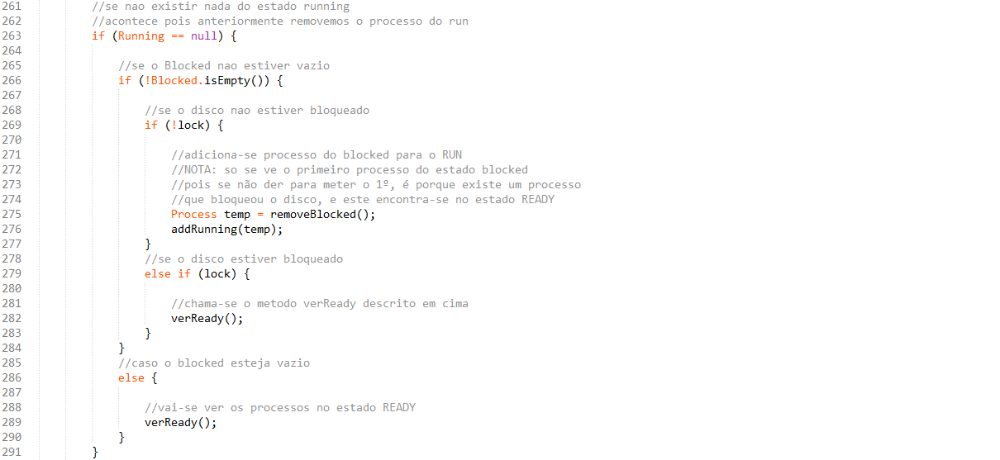 261 //se nao existir nada do estado running
262 //acontece pois anteriormente removemos o processo do run
263 if (Running == null) {
264
265 //se o Blocked nao estiver vazio
266 if (!Blocked.isEmpty()) {
267
268 //se o disco nao estiver bloqueado
269 if (!lock) {
270
271 //adiciona-se processo do blocked para o RUN
272 //NOTA: so se ve o primeiro processo do estado blocked
273 //pois se não der para meter o 1º, é porque existe um processo
274 //que bloqueou o disco, e este encontra-se no estado READY
275 Process temp = removeBlocked();
276 addRunning(temp);
277 }
278 //se o disco estiver bloqueado
279 else if (lock) {
280
281 //chama-se o metodo verReady descrito em cima
282 verReady();
283 }
284 }
285 //caso o blocked esteja vazio
286 else {
287
288 //vai-se ver os processos no estado READY
289 verReady();
290 }
291 }